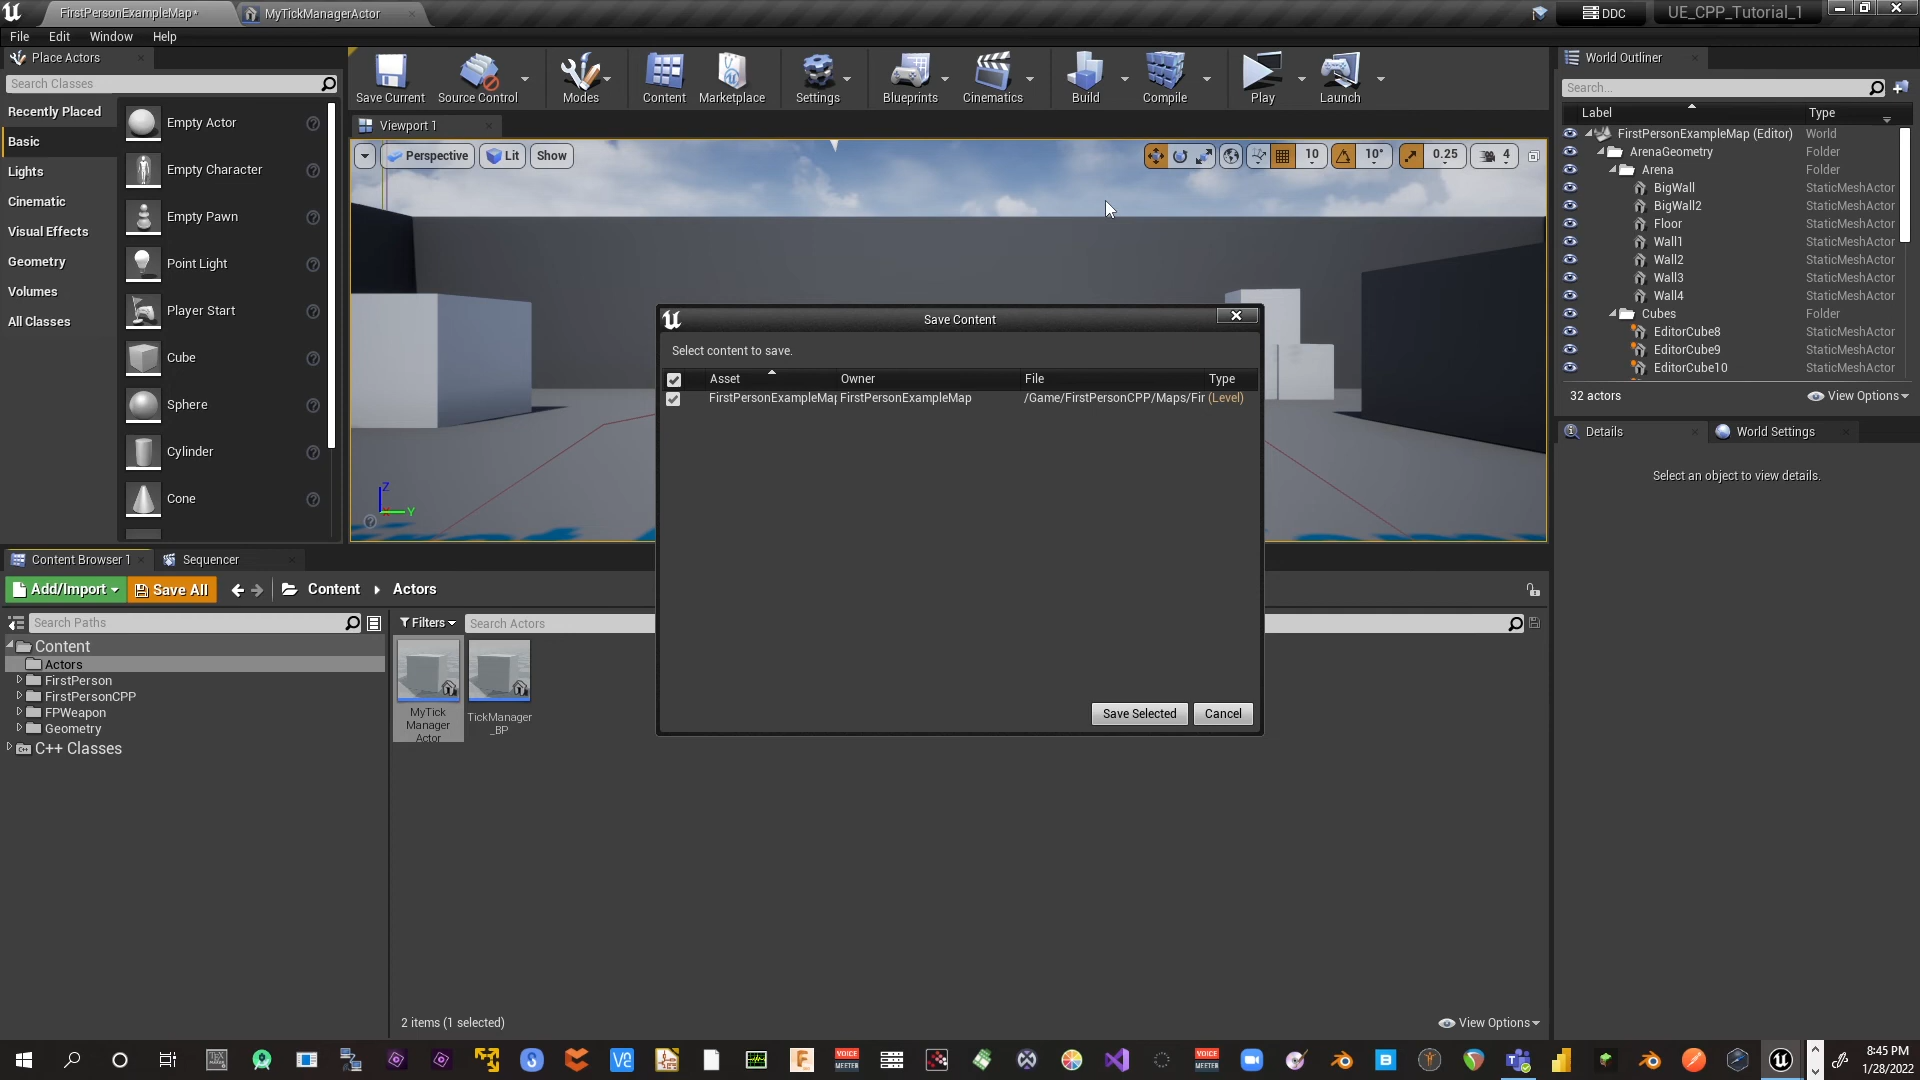 FirstPersonExampleMap*
MyTickManagerActor
DDC
UE_CPP_Tutorial_1
File Edit Window Help
Place Actors
Search Classes
Recently Placed
Basic
Lights
Cinematic
Visual Effects
Geometry
Volumes
All Classes
Empty Actor
Empty Character
Empty Pawn
Point Light
Player Start
Cube
Sphere
Cylinder
Cone
Save Current
Source Control
Modes
Content
Marketplace
Settings
Blueprints
Cinematics
Build
Compile
Play
Launch
Viewport 1
Perspective Lit Show
10 10° 0.25 4
Z
Y
Save Content
Select content to save.
Asset Owner File Type
FirstPersonExampleMap FirstPersonExampleMap /Game/FirstPersonCPP/Maps/Fir (Level)
Save Selected Cancel
World Outliner
Search...
Label Type
FirstPersonExampleMap (Editor) World
ArenaGeometry Folder
Arena Folder
BigWall StaticMeshActor
BigWall2 StaticMeshActor
Floor StaticMeshActor
Wall1 StaticMeshActor
Wall2 StaticMeshActor
Wall3 StaticMeshActor
Wall4 StaticMeshActor
Cubes Folder
EditorCube8 StaticMeshActor
EditorCube9 StaticMeshActor
EditorCube10 StaticMeshActor
32 actors View Options
Details World Settings
Select an object to view details.
Content Browser 1 Sequencer
Add/Import Save All Content Actors
Search Paths
Content
Actors
FirstPerson
FirstPersonCPP
FPWeapon
Geometry
C++ Classes
Filters Search Actors
MyTick
Manager
Actor
TickManager
_BP
2 items (1 selected) View Options
VOICE
MEETER
VOICE
MEETER
8:45 PM
1/28/2022